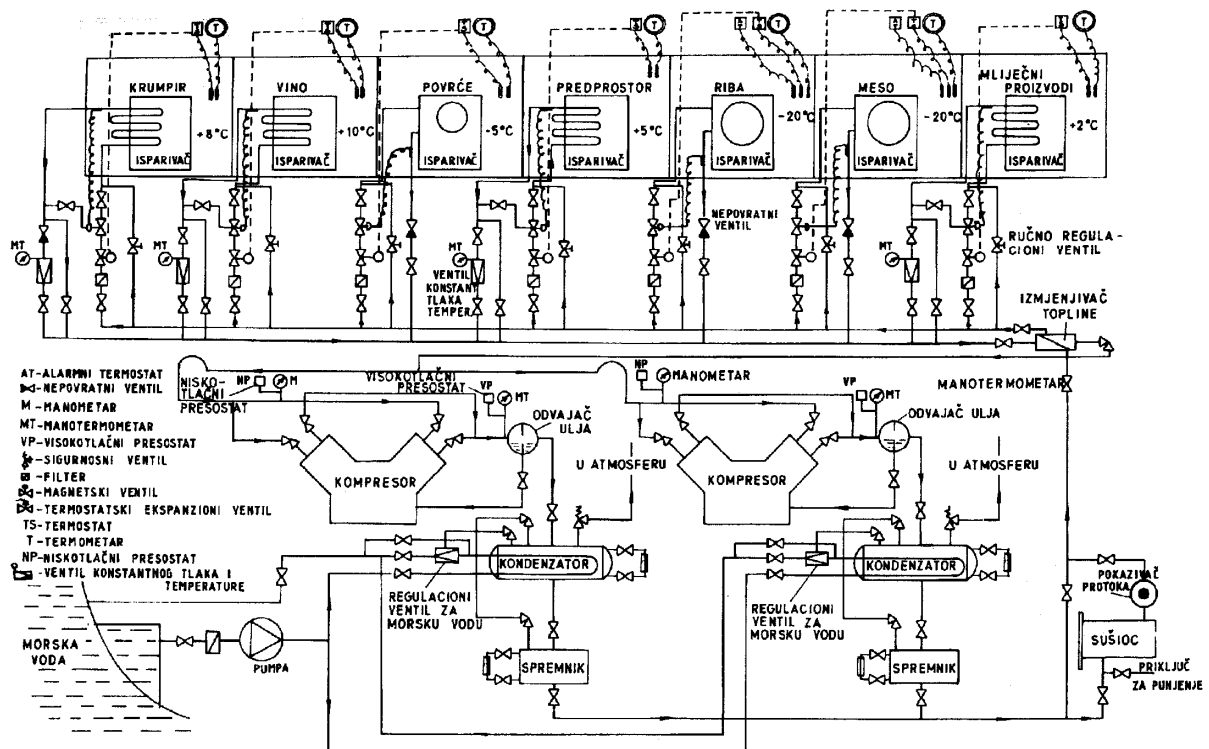 T
T
T
T
T
T
T
KRUMPIR
VINO
POVRĆE
PREDPROSTOR
RIBA
MESO
MLIJEČNI
PROIZVODI
+8°C
+10°C
-5°C
+5°C
-20°C
-20°C
+2°C
ISPARIVAČ
ISPARIVAČ
ISPARIVAČ
ISPARIVAČ
ISPARIVAČ
ISPARIVAČ
ISPARIVAČ
NEPOVRATNI
VENTIL
RUČNO REGULA-
CIONI VENTIL
MT
MT
MT
MT
VENTIL
KONSTANT
TLAKA
TEMPER.
IZMJENJIVAČ
TOPLINE
AT-ALARMNI TERMOSTAT
-NEPOVRATNI VENTIL
M -MANOMETAR
MT-MANOTERMOMETAR
VP-VISOKOTLAČNI PRESOSTAT
-SIGURNOSNI VENTIL
-FILTER
-MAGNETSKI VENTIL
-TERMOSTATSKI EKSPANZIONI VENTIL
TS-TERMOSTAT
T-TERMOMETAR
NP-NISKOTLAČNI PRESOSTAT
-VENTIL KONSTANTNOG TLAKA I
TEMPERATURE
NISKO-
TLAČNI
PREŠOSTAT
NP
M
VISOKOTLAČNI
PRESOSTAT
VP
MT
ODVAJAČ
ULJA
KOMPRESOR
U ATMOSFERU
NP
MANOMETAR
VP
MT
MANOTERMOMETAR
ODVAJAČ
ULJA
KOMPRESOR
U ATMOSFERU
KONDENZATOR
KONDENZATOR
REGULACIONI
VENTIL ZA
MORSKU VODU
REGULACIONI
VENTIL ZA
MORSKU VODU
POKAZIVAČ
PROTOKA
SUŠIOC
PRIKLJUČ
ZA PUNJENJE
MORSKA
VODA
PUMPA
SPREMNIK
SPREMNIK